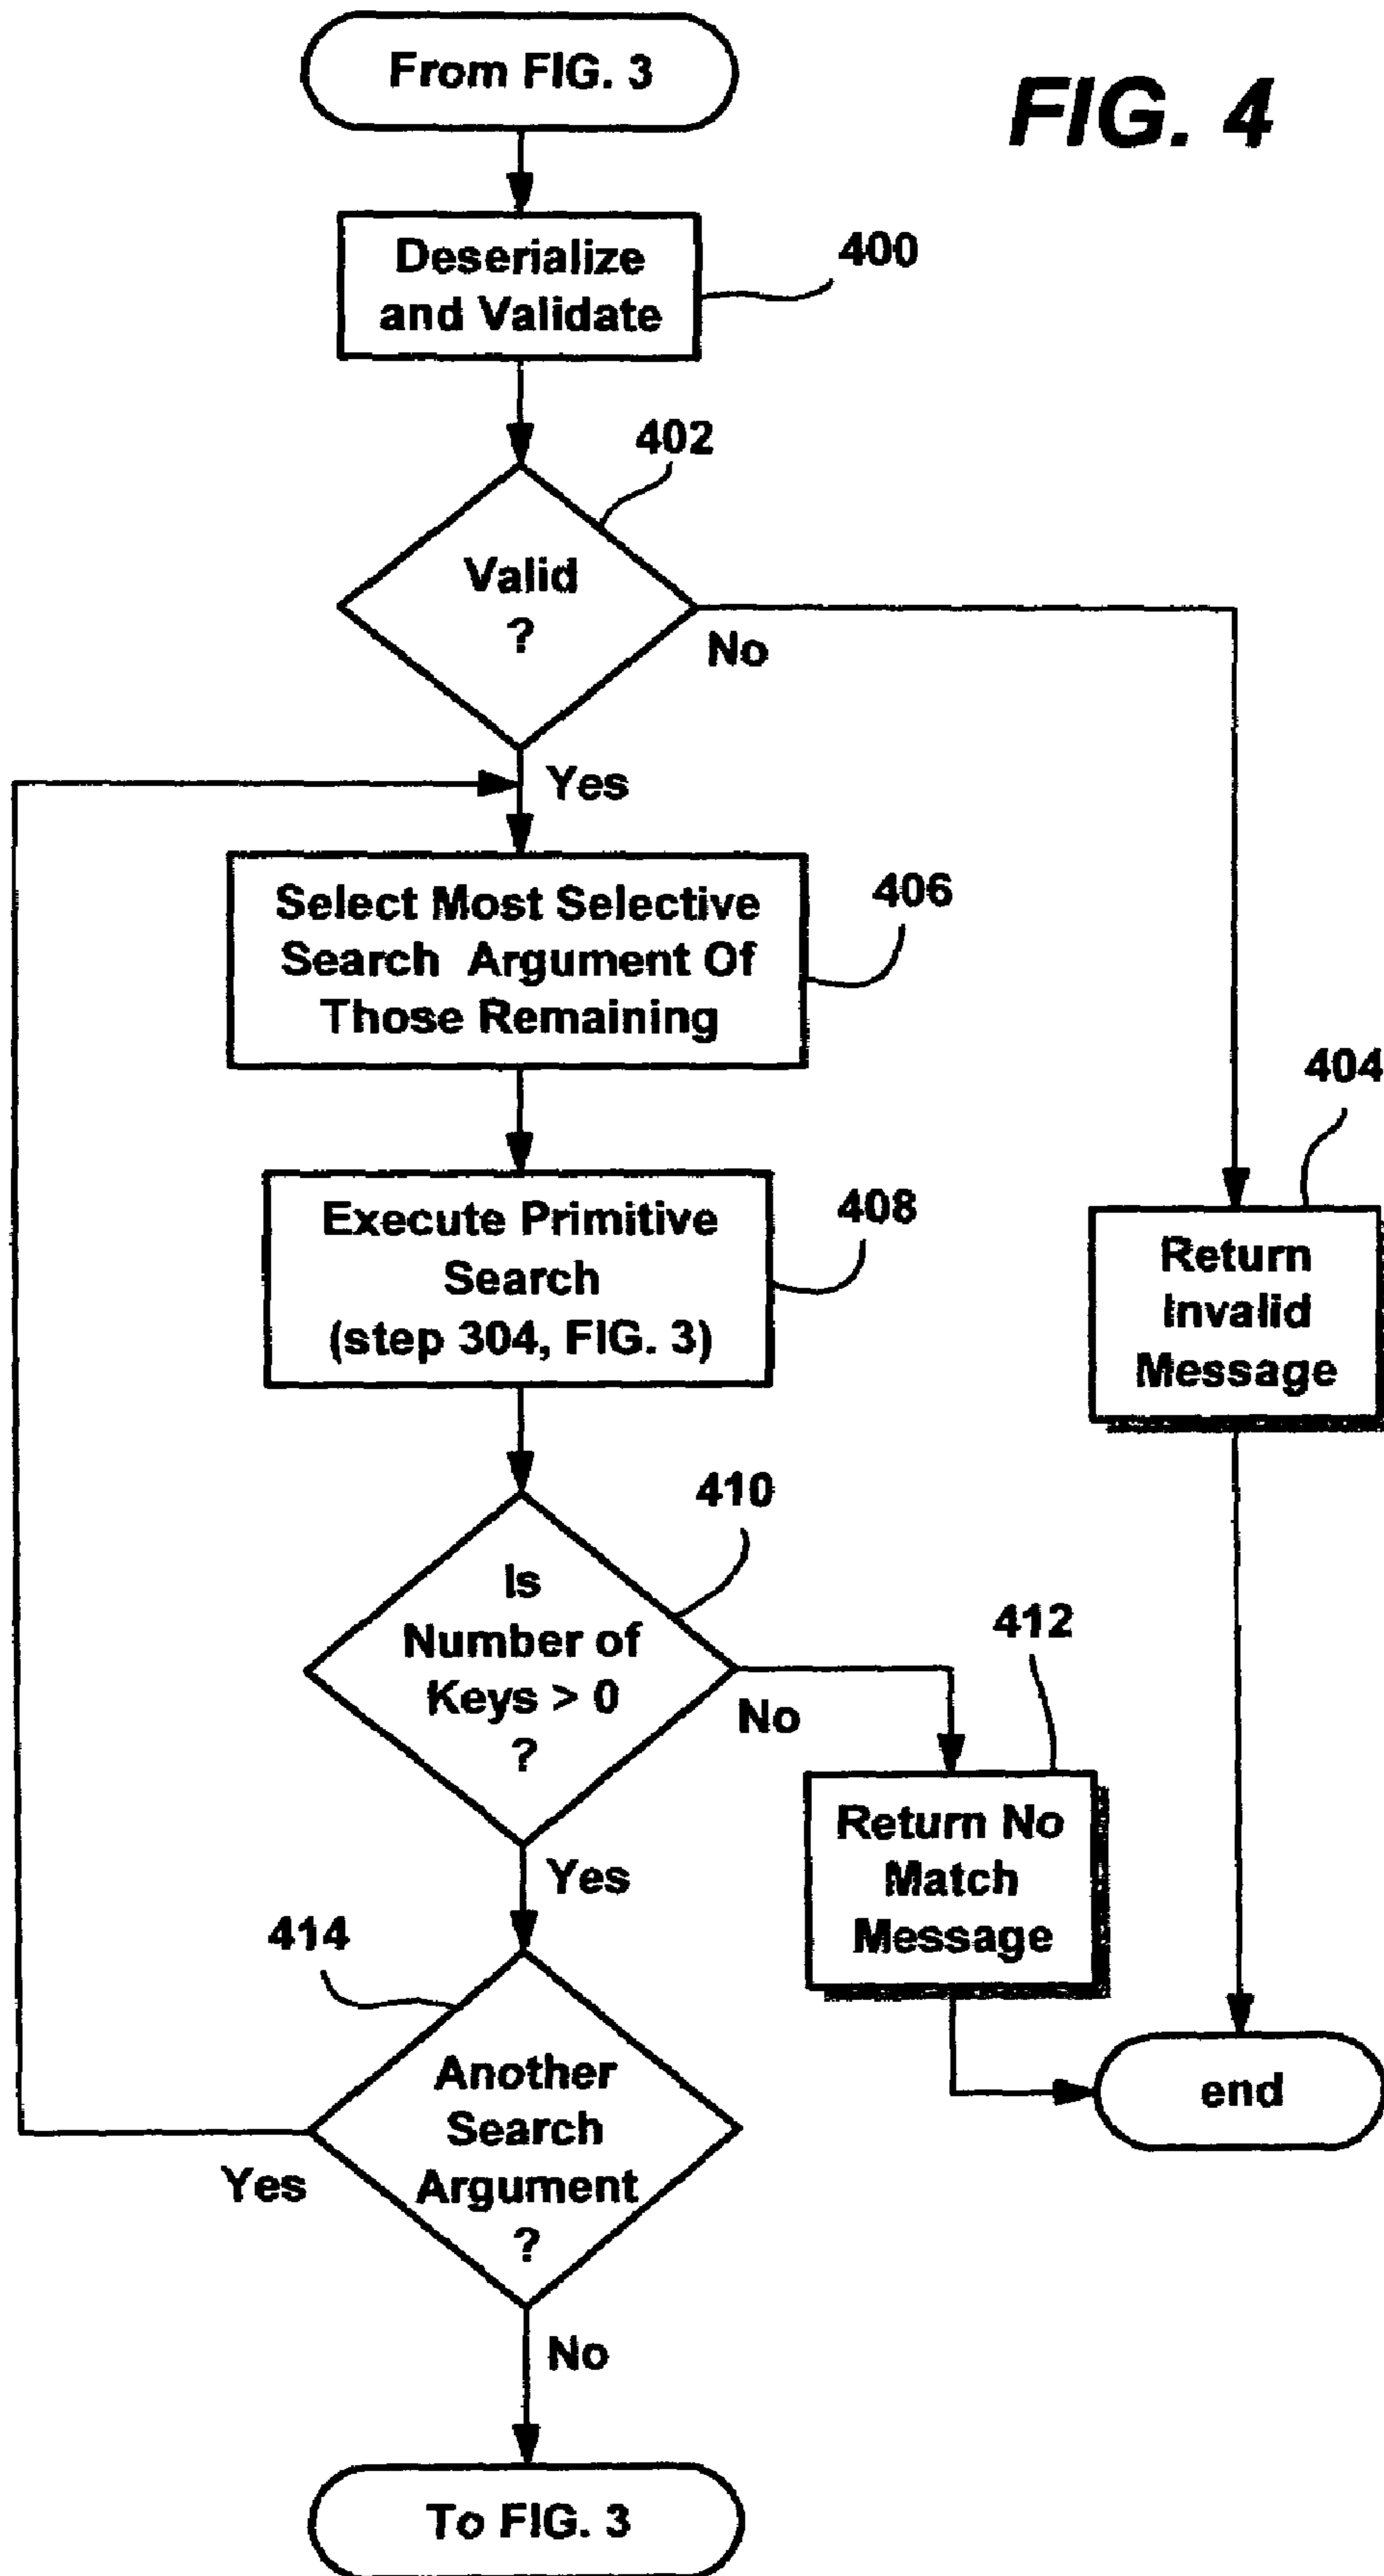 From FIG. 3
FIG. 4
Deserialize
and Validate
400
402
Valid
?
No
Yes
Select Most Selective
Search Argument Of
Those Remaining
406
404
Execute Primitive
Search
(step 304, FIG. 3)
408
Return
Invalid
Message
410
Is
Number of
Keys > 0
?
No
412
Yes
Return No
Match
Message
414
Another
Search
Argument
?
end
Yes
No
To FIG. 3